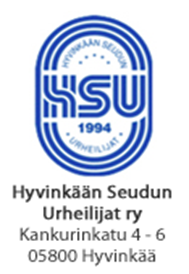 HYVINKÄÄN SEUDUN
HSU
1994
URHEILIJAT
Hyvinkään Seudun
Urheilijat ry
Kankurinkatu 4 - 6
05800 Hyvinkää